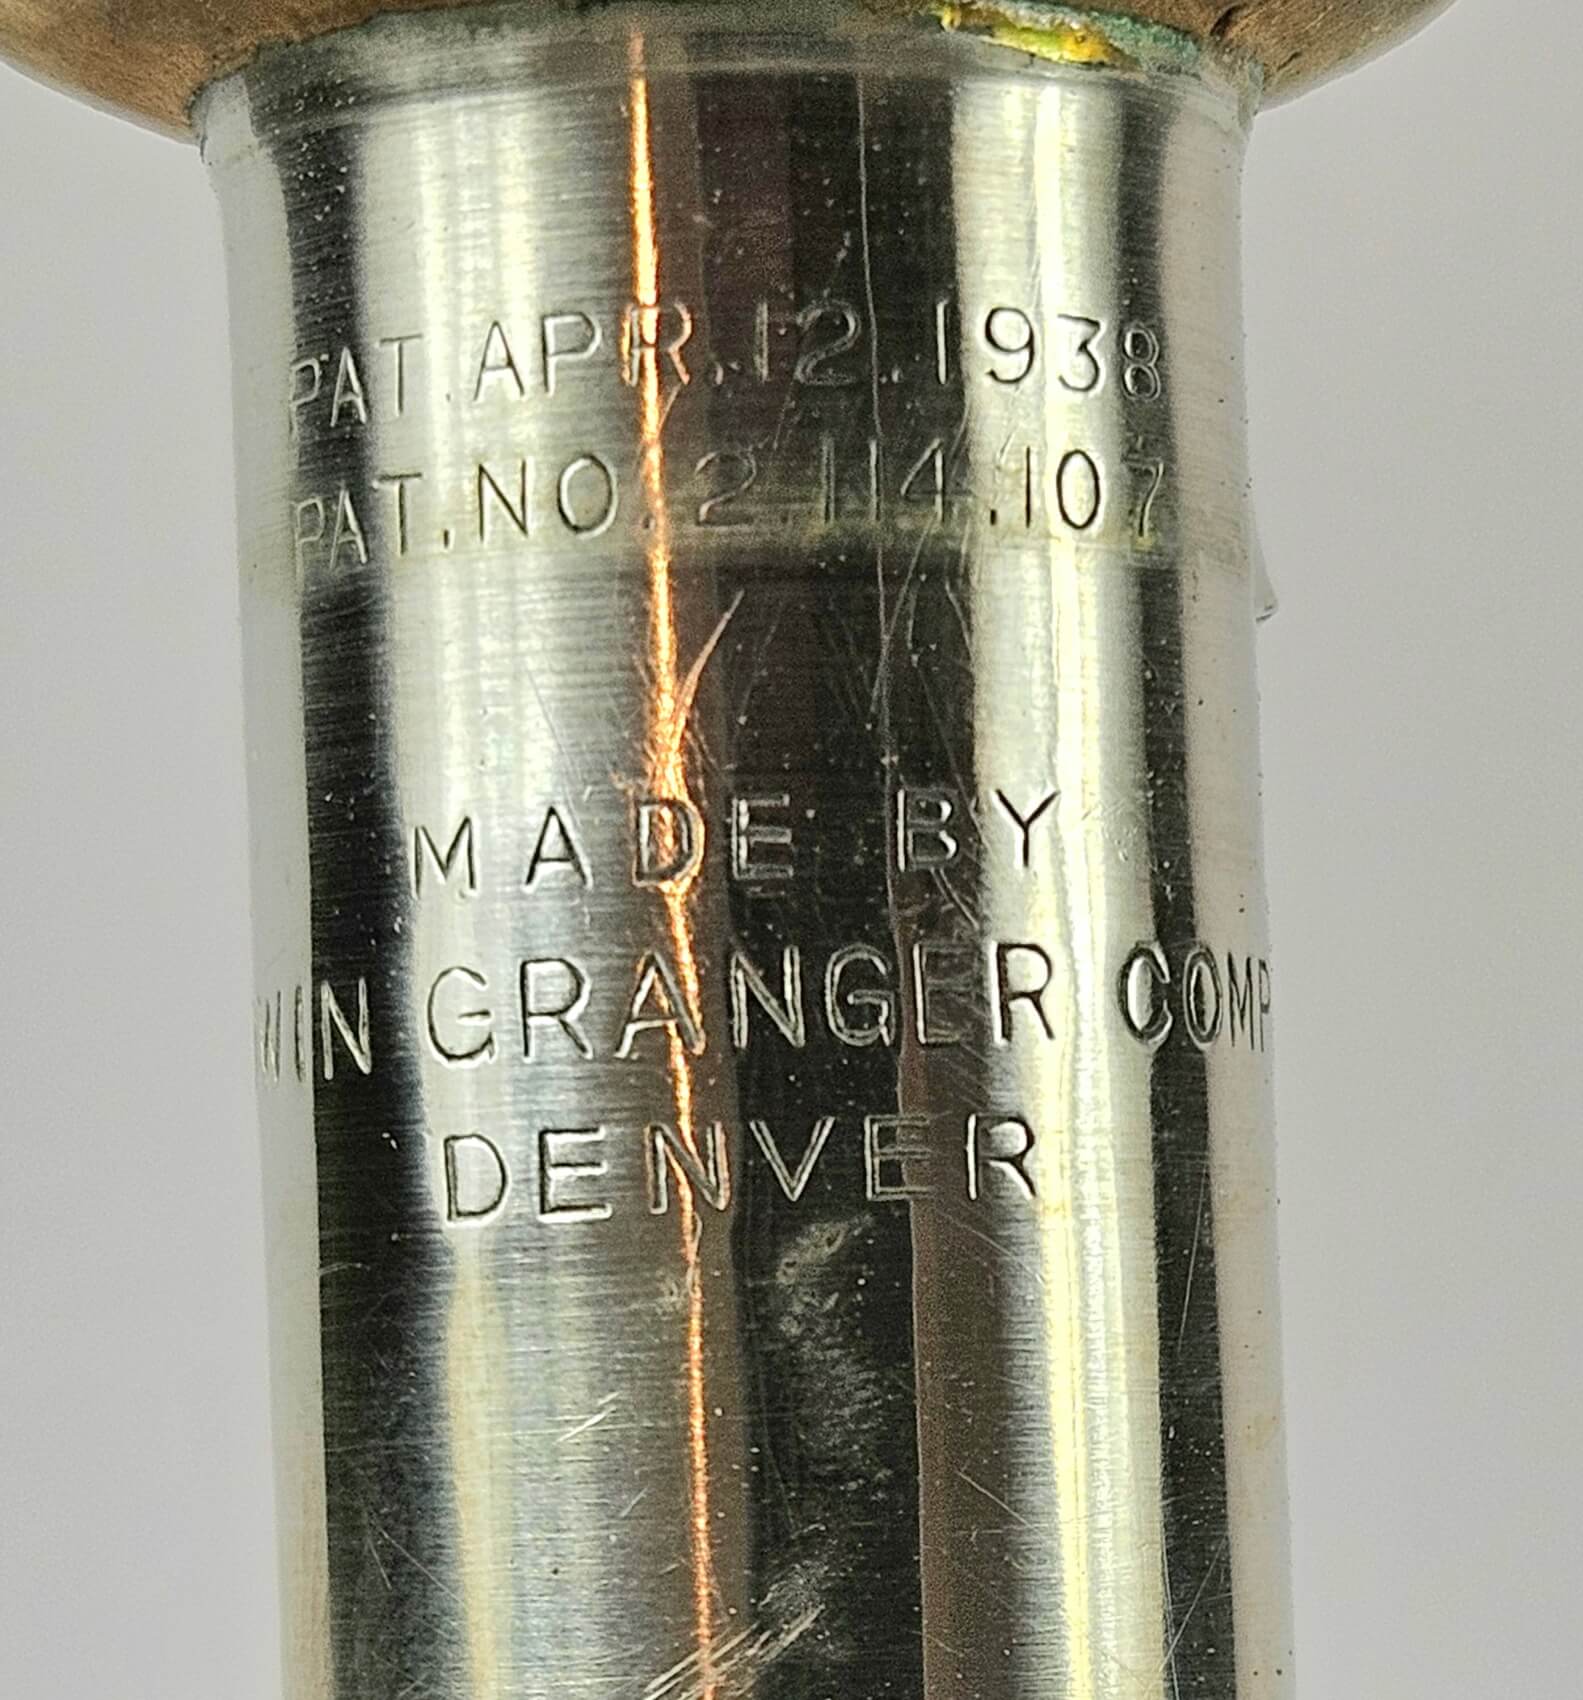 PAT. APR. 12. 1938
PAT. NO. 2.114.107
MADE BY
WIN GRANGER COMP
DENVER